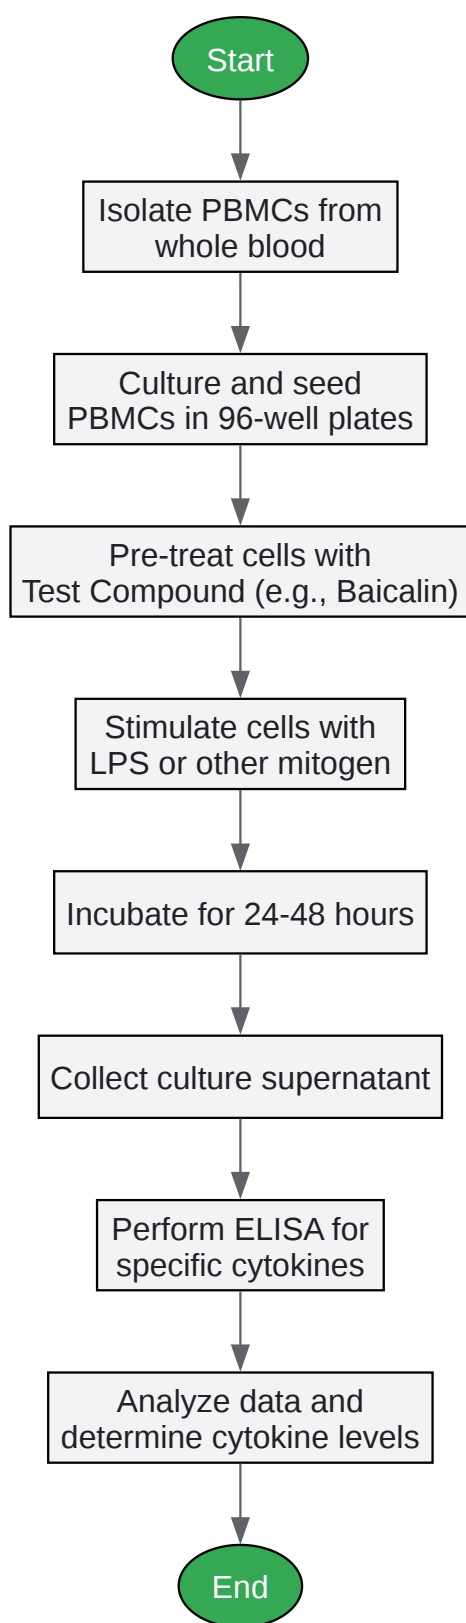 Start
Isolate PBMCs from
whole blood
Culture and seed
PBMCs in 96-well plates
Pre-treat cells with
Test Compound (e.g., Baicalin)
Stimulate cells with
LPS or other mitogen
Incubate for 24-48 hours
Collect culture supernatant
Perform ELISA for
specific cytokines
Analyze data and
determine cytokine levels
End